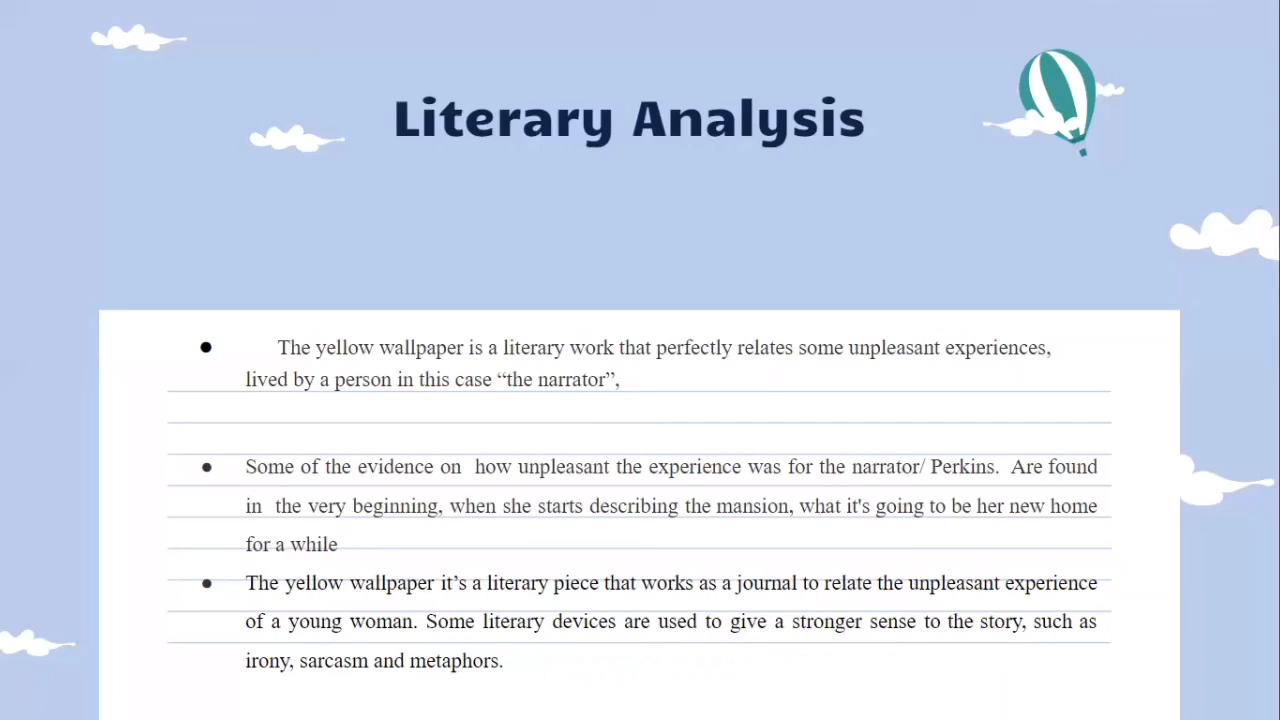 Literary Analysis
● The yellow wallpaper is a literary work that perfectly relates some unpleasant experiences,
lived by a person in this case “the narrator”,
● Some of the evidence on how unpleasant the experience was for the narrator/ Perkins. Are found
in the very beginning, when she starts describing the mansion, what it's going to be her new home
for a while
● The yellow wallpaper it’s a literary piece that works as a journal to relate the unpleasant experience
of a young woman. Some literary devices are used to give a stronger sense to the story, such as
irony, sarcasm and metaphors.